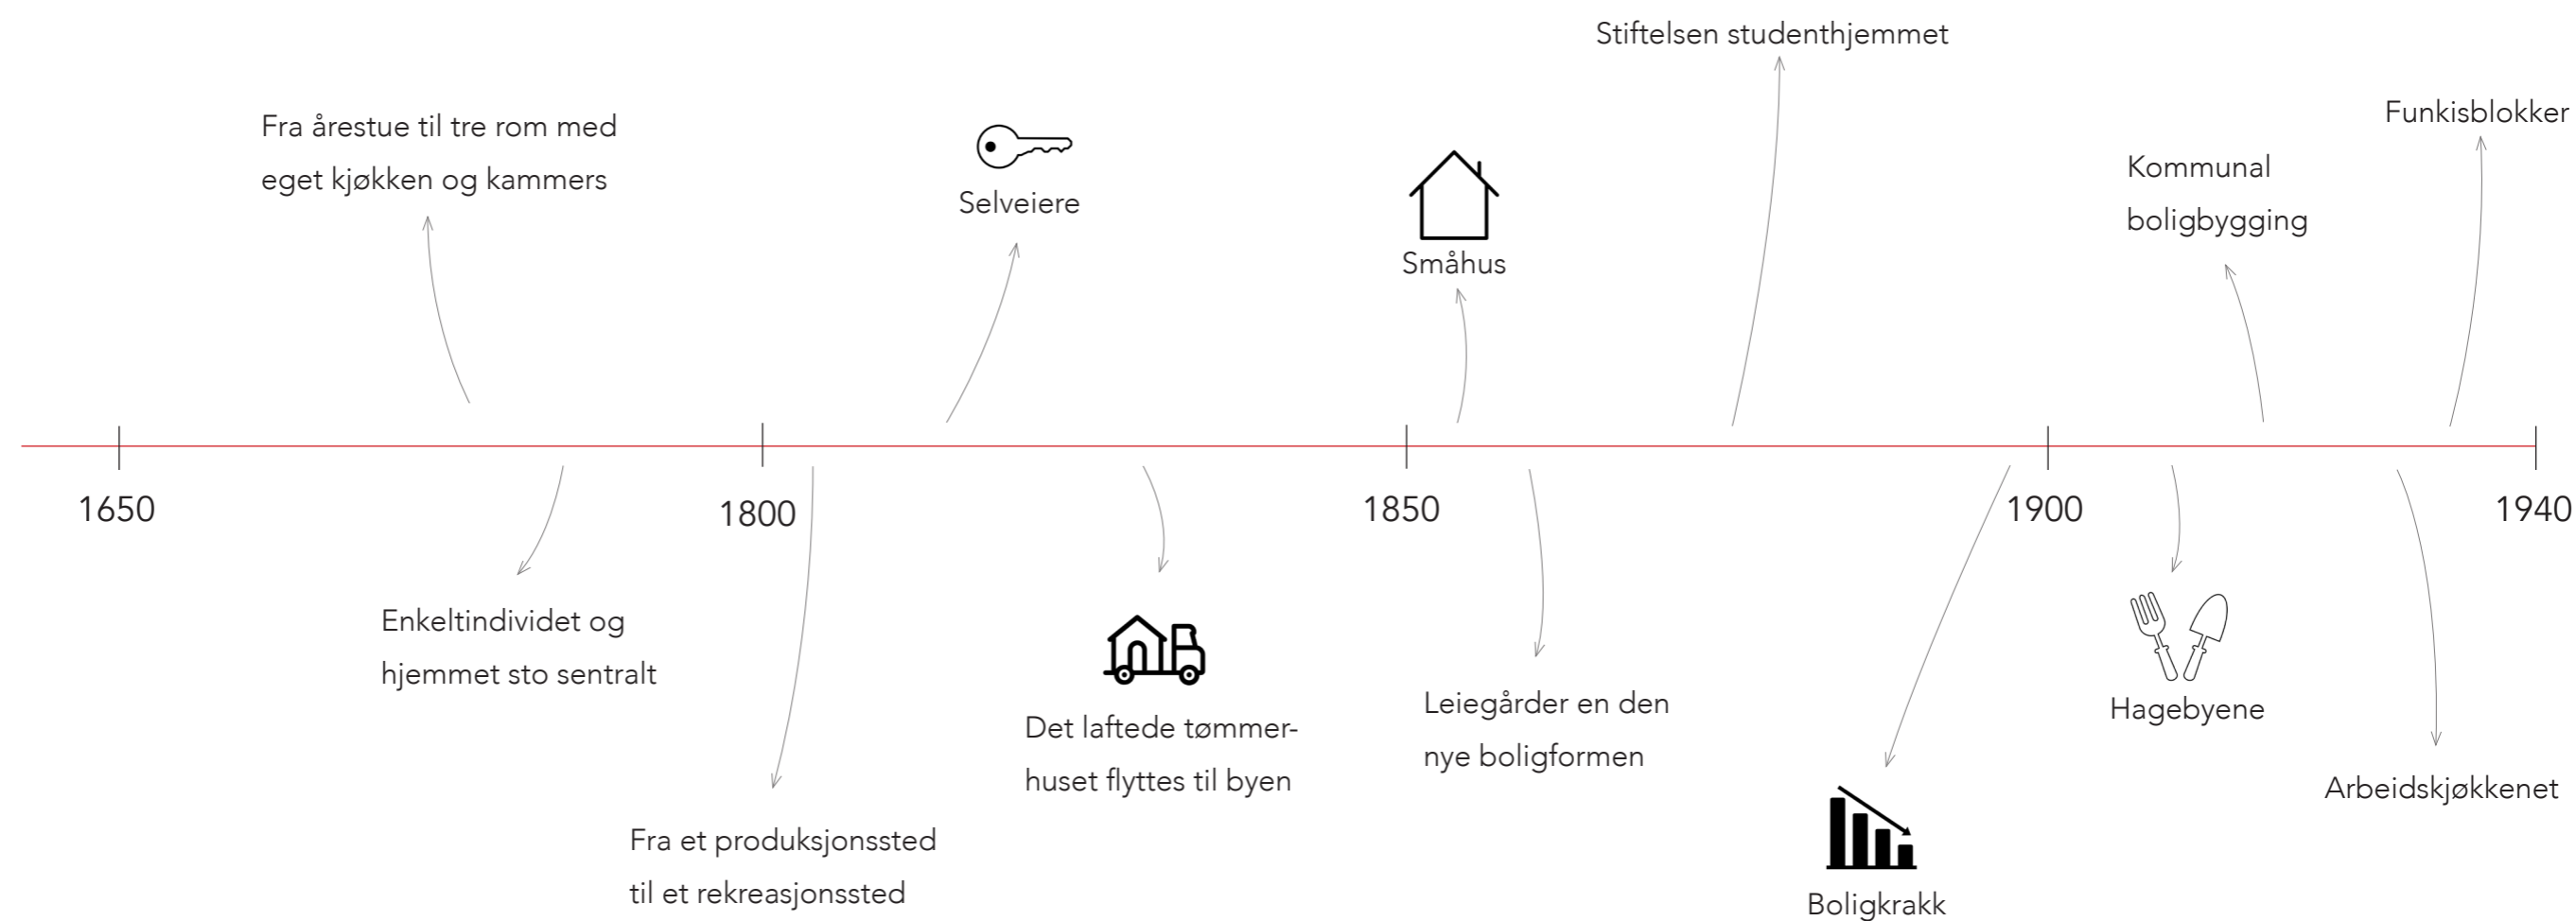 Stiftelsen studenthjemmet
Fra årestue til tre rom med
eget kjøkken og kammers
Selveiere
Småhus
Kommunal
boligbygging
Funkisblokker
1650
1800
1850
1900
1940
Enkeltindividet og
hjemmet sto sentralt
Fra et produksjonssted
til et rekreasjonssted
Det laftede tømmer-
huset flyttes til byen
Leiegårder en den
nye boligformen
Boligkrakk
Hagebyene
Arbeidskjøkkenet